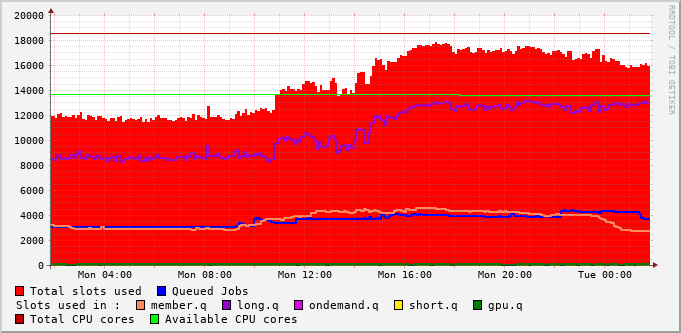 20000
18000
16000
14000
12000
10000
8000
6000
4000
2000
0
Mon 04:00 Mon 08:00 Mon 12:00 Mon 16:00 Mon 20:00 Tue 00:00
RRDTOOL / TOBI OETIKER
Total slots used Queued Jobs
Slots used in : member.q long.q ondemand.q short.q gpu.q
Total CPU cores Available CPU cores